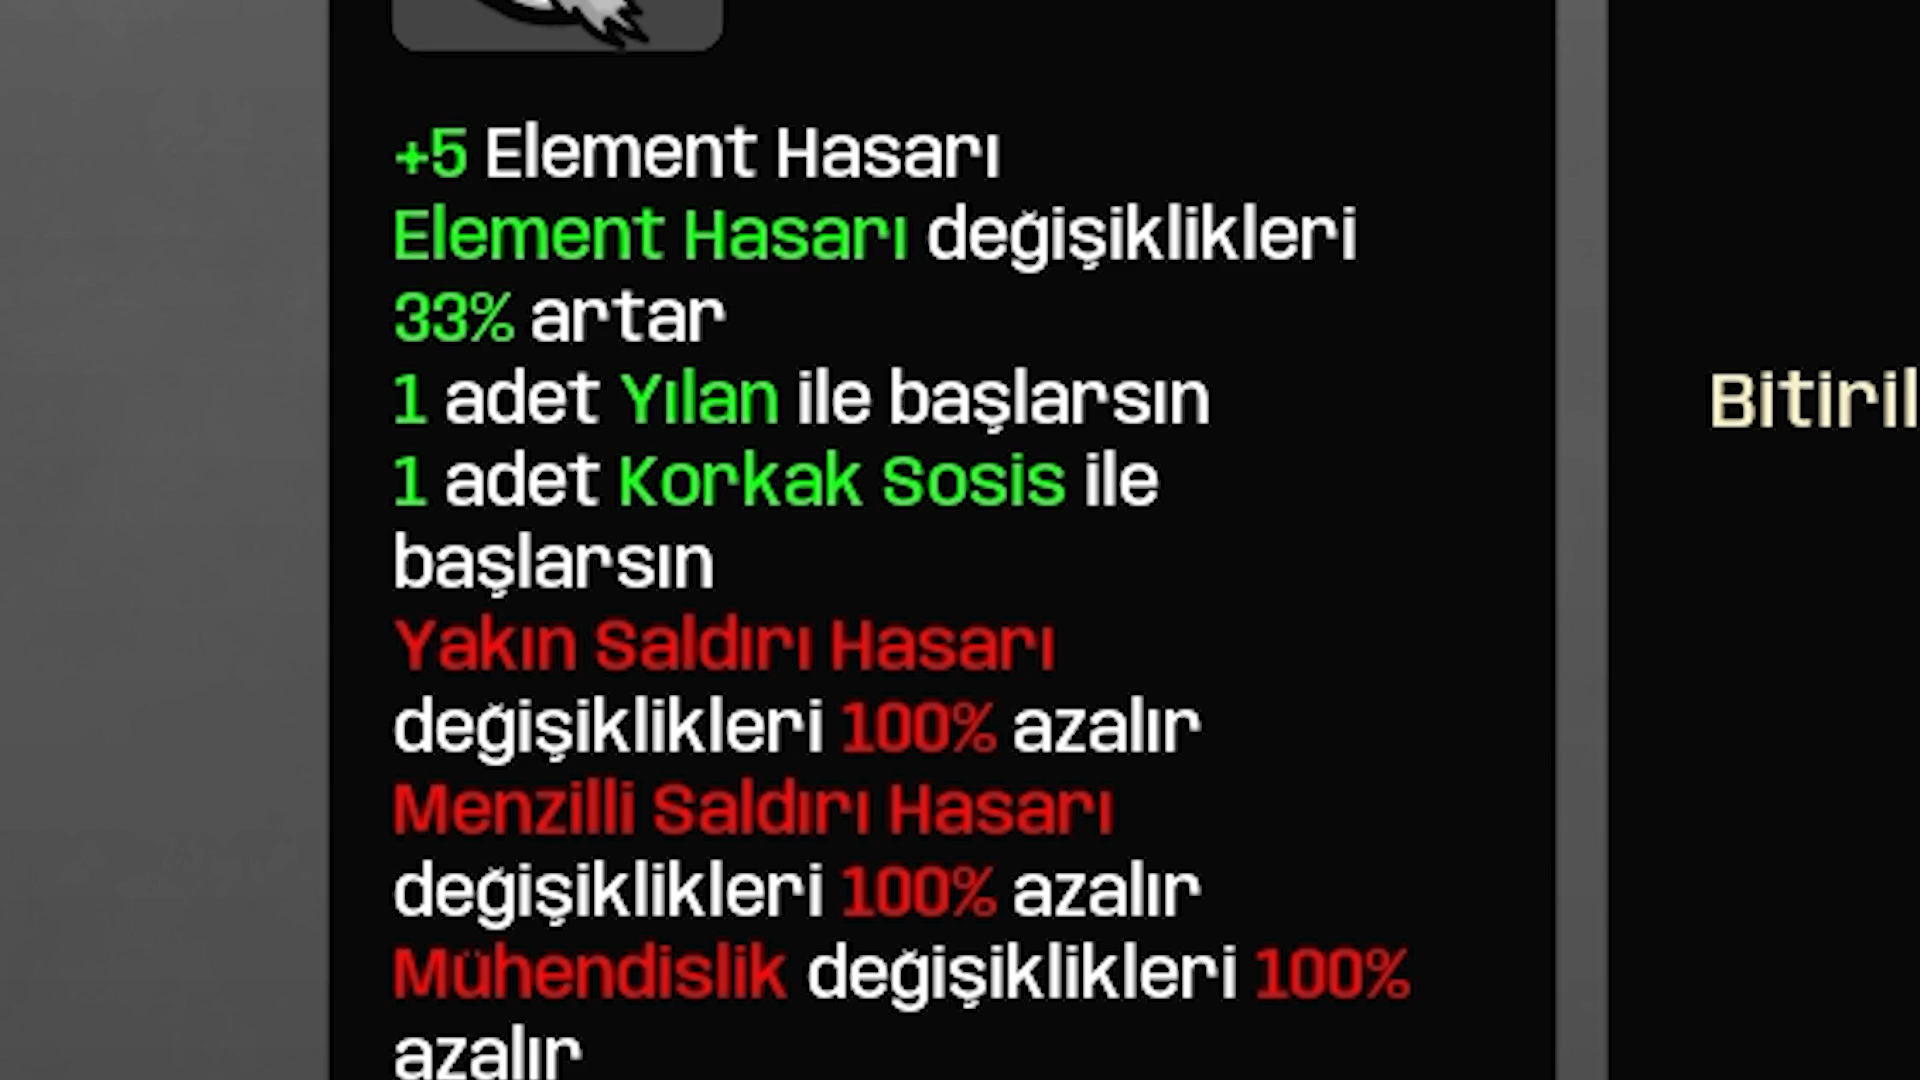 +5 Element Hasarı
Element Hasarı değişiklikleri
33% artar
1 adet Yılan ile başlarsın
1 adet Korkak Sosis ile
başlarsın
Yakın Saldırı Hasarı
değişiklikleri 100% azalır
Menzilli Saldırı Hasarı
değişiklikleri 100% azalır
Mühendislik değişiklikleri 100%
azalır
Bitiril